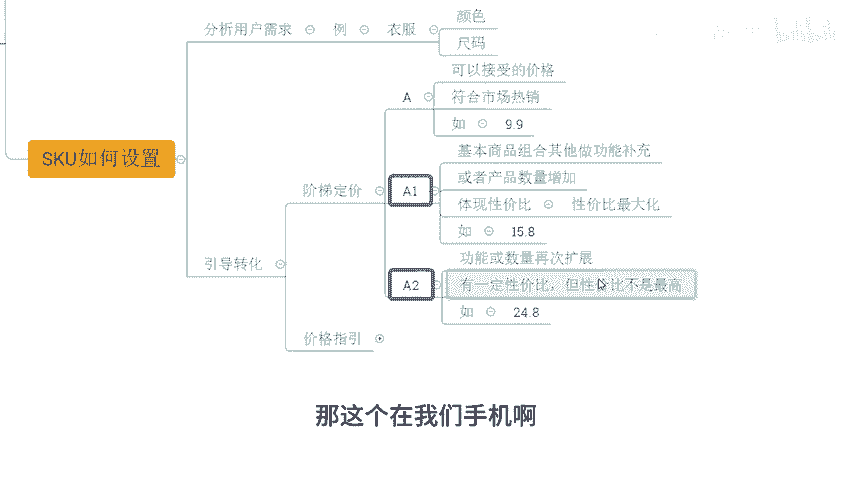 SKU如何设置
分析用户需求
例
衣服
颜色
尺码
引导转化
阶梯定价
A
可以接受的价格
符合市场热销
如
9.9
A1
基本商品组合其他做功能补充
或者产品数量增加
体现性价比
性价比最大化
如
15.8
A2
功能或数量再次扩展
有一定性价比，但性价比不是最高
如
24.8
价格指引
那这个在我们手机啊